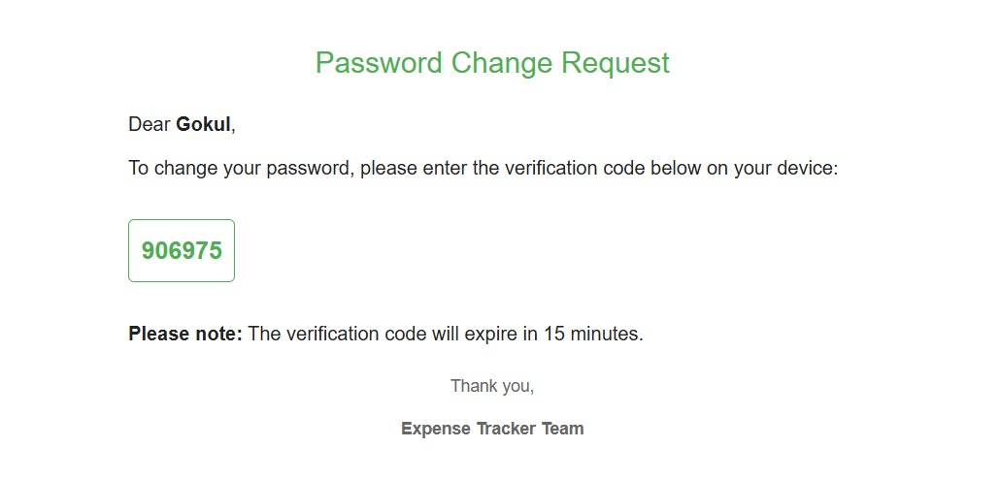 Password Change Request
Dear Gokul,
To change your password, please enter the verification code below on your device:
906975
Please note: The verification code will expire in 15 minutes.
Thank you,
Expense Tracker Team